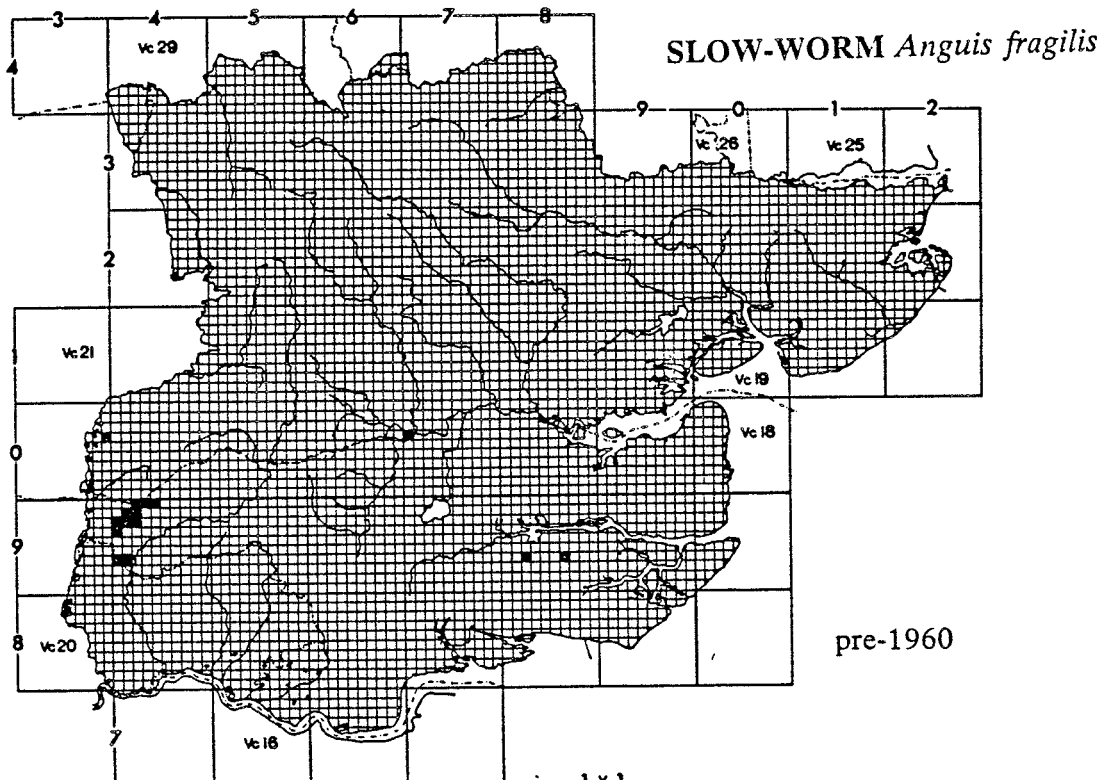 3 4 5 6 7 8
Vc 29
SLOW-WORM Anguis fragilis
4
9 0 1 2
Vc 26 Vc 25
3
2
Vc 21
1
Vc 19
Vc 18
0
9
pre-1960
8 Vc 20
7
Vc 16
1 x 1